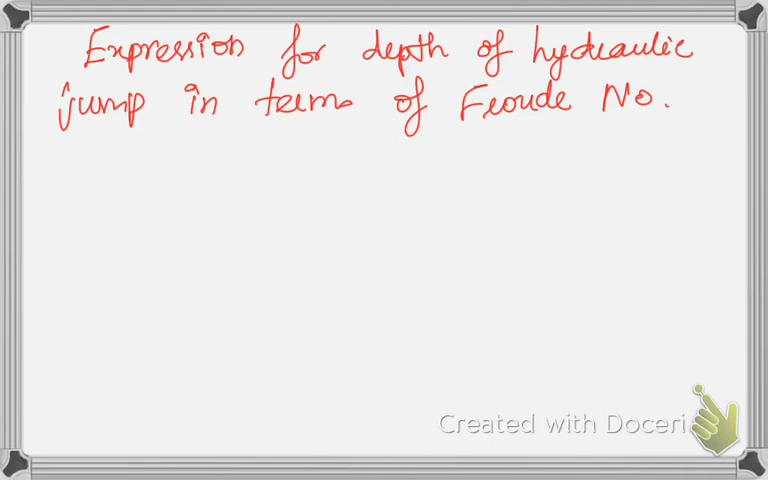 Expression for depth of hydraulic
jump in terms of Froude No.
Created with Doceri